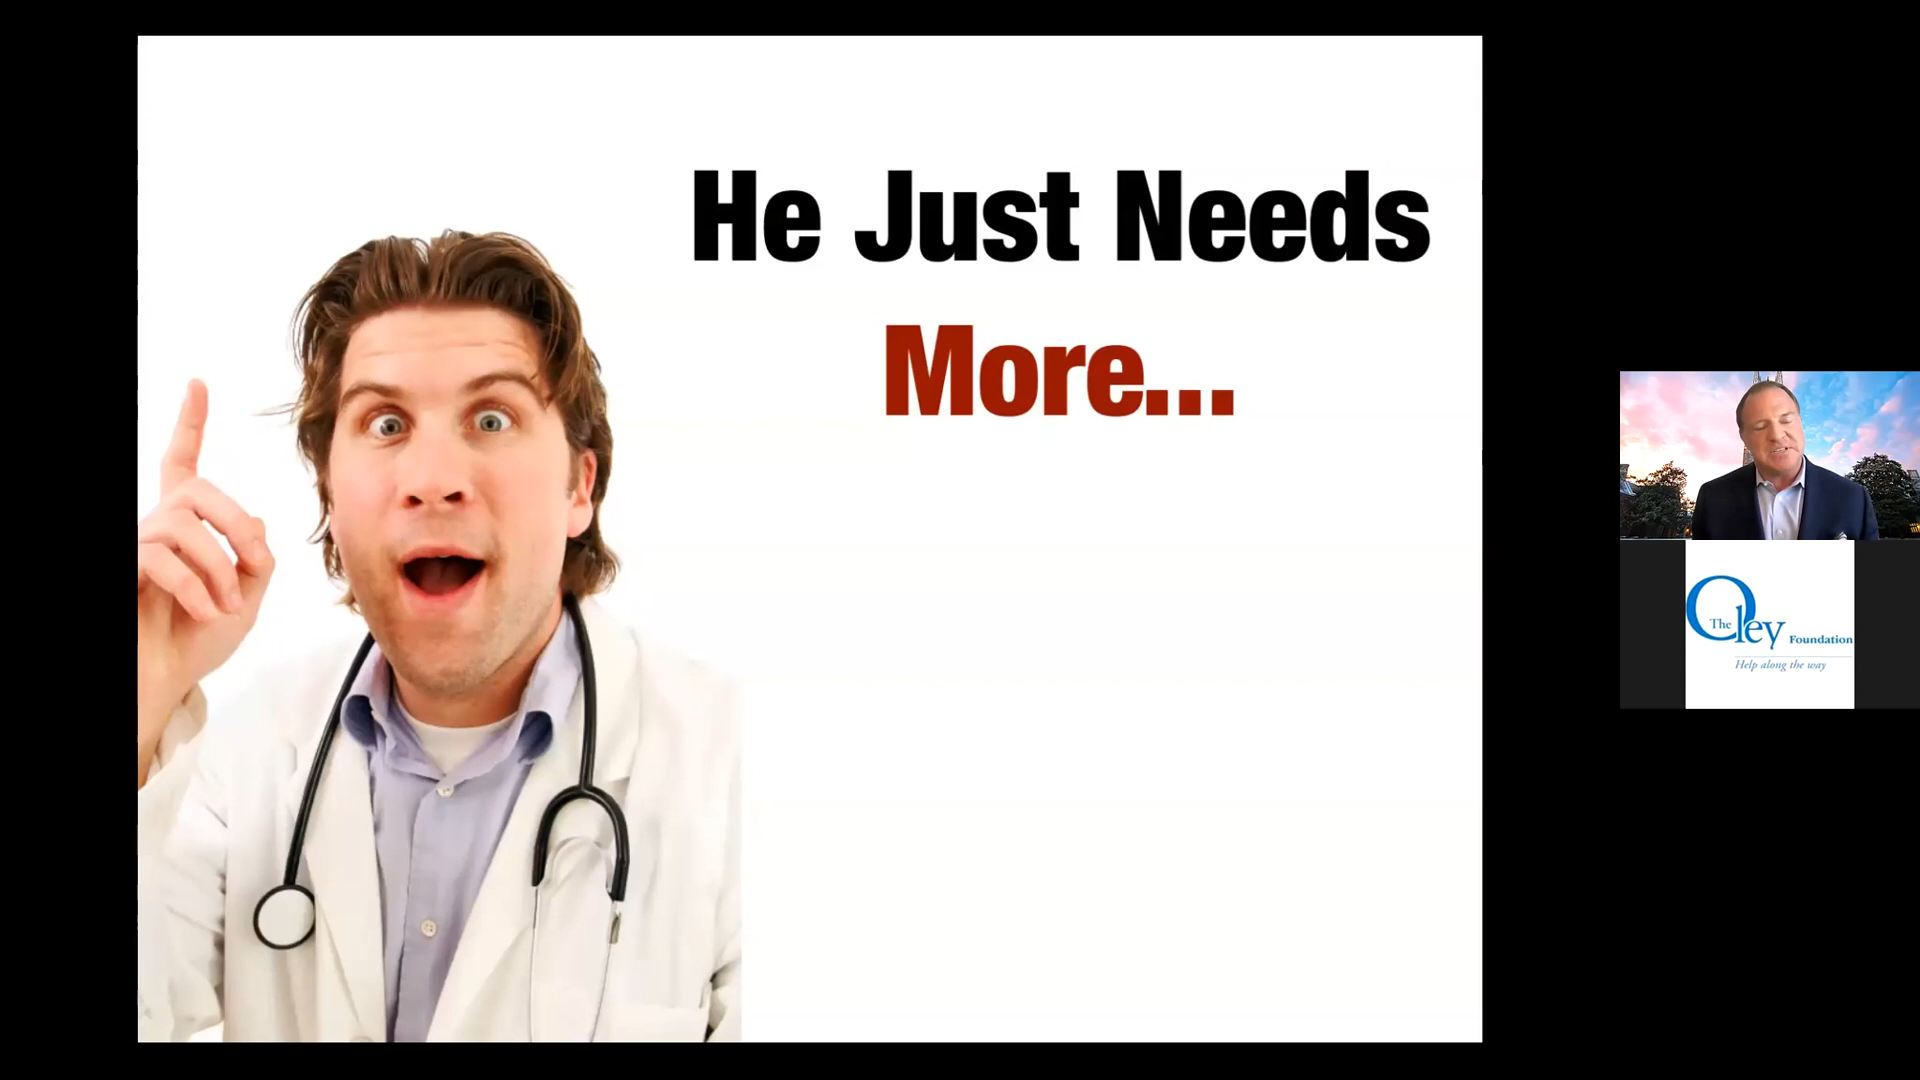 He Just Needs
More...
The Oley Foundation
Help along the way